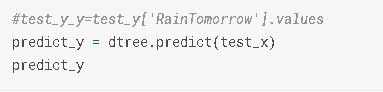 #test_y_y=test_y['RainTomorrow'].values
predict_y = dtree.predict(test_x)
predict_y